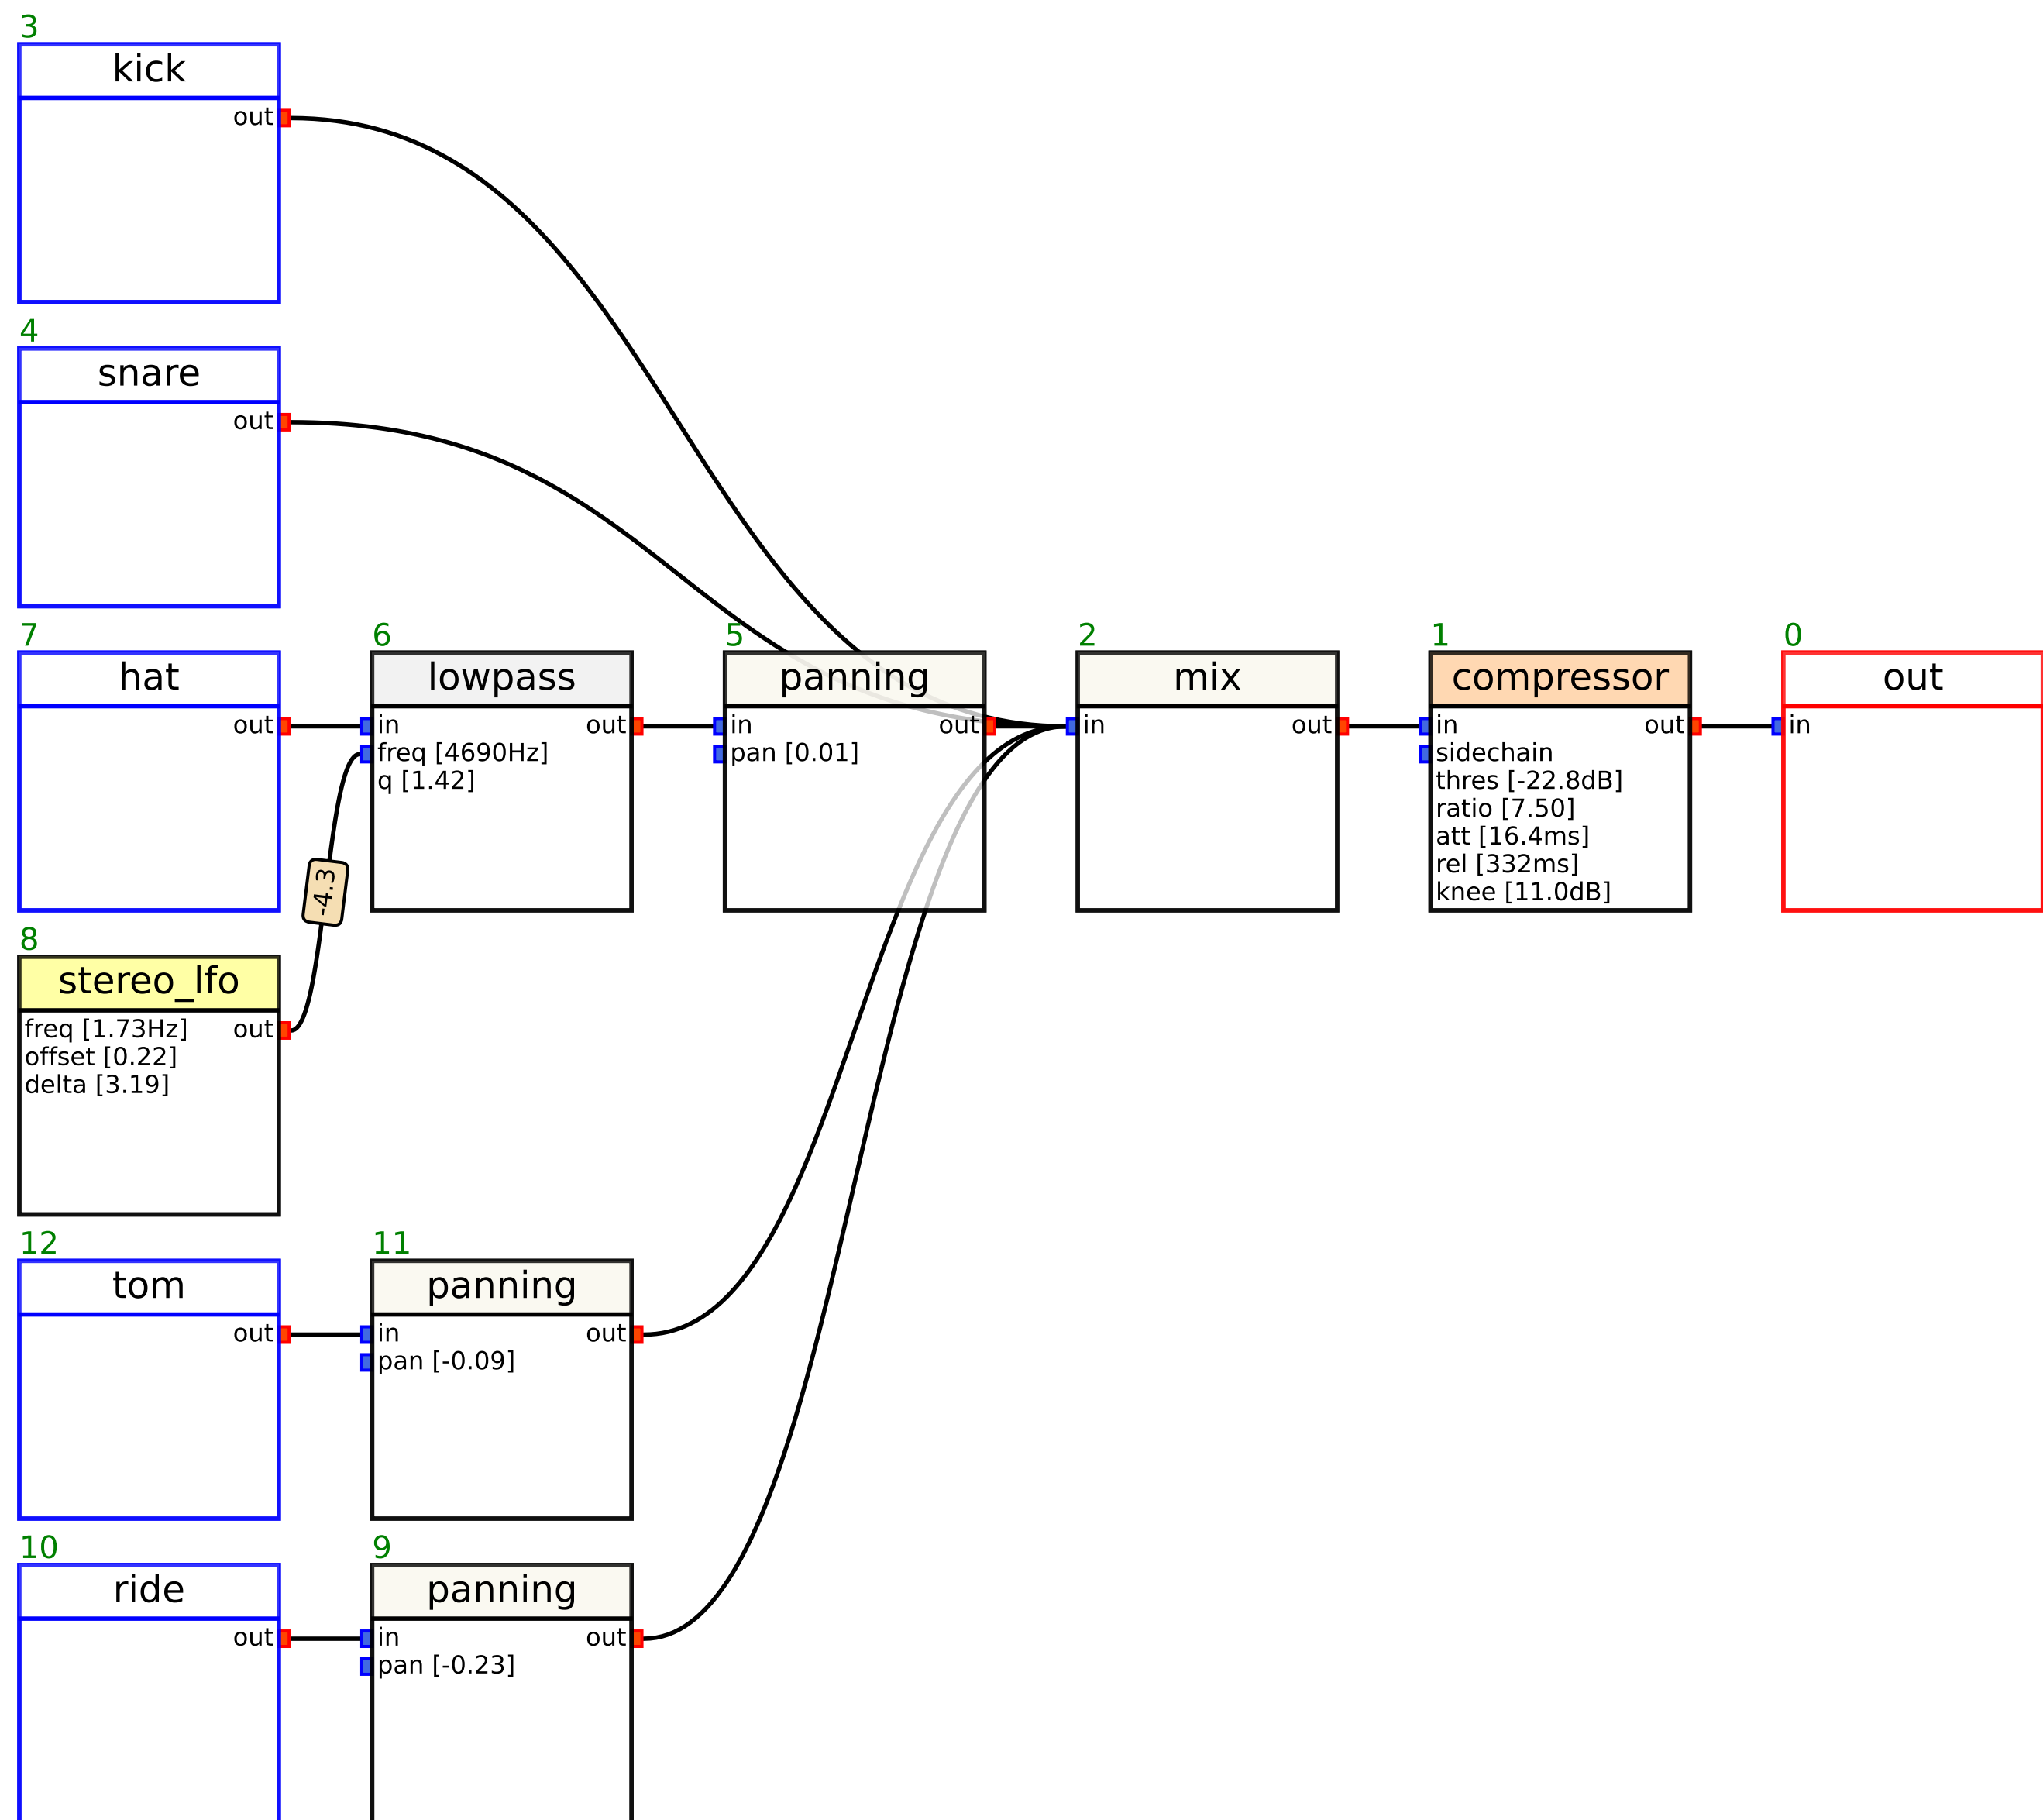 3
kick
out
4
snare
out
7
hat
out
6
lowpass
in out
freq [4690Hz]
q [1.42]
5
panning
in out
pan [0.01]
2
mix
in out
1
compressor
in out
sidechain
thres [-22.8dB]
ratio [7.50]
att [16.4ms]
rel [332ms]
knee [11.0dB]
0
out
in
-4.3
8
stereo_lfo
freq [1.73Hz] out
offset [0.22]
delta [3.19]
12
tom
out
11
panning
in out
pan [-0.09]
10
ride
out
9
panning
in out
pan [-0.23]